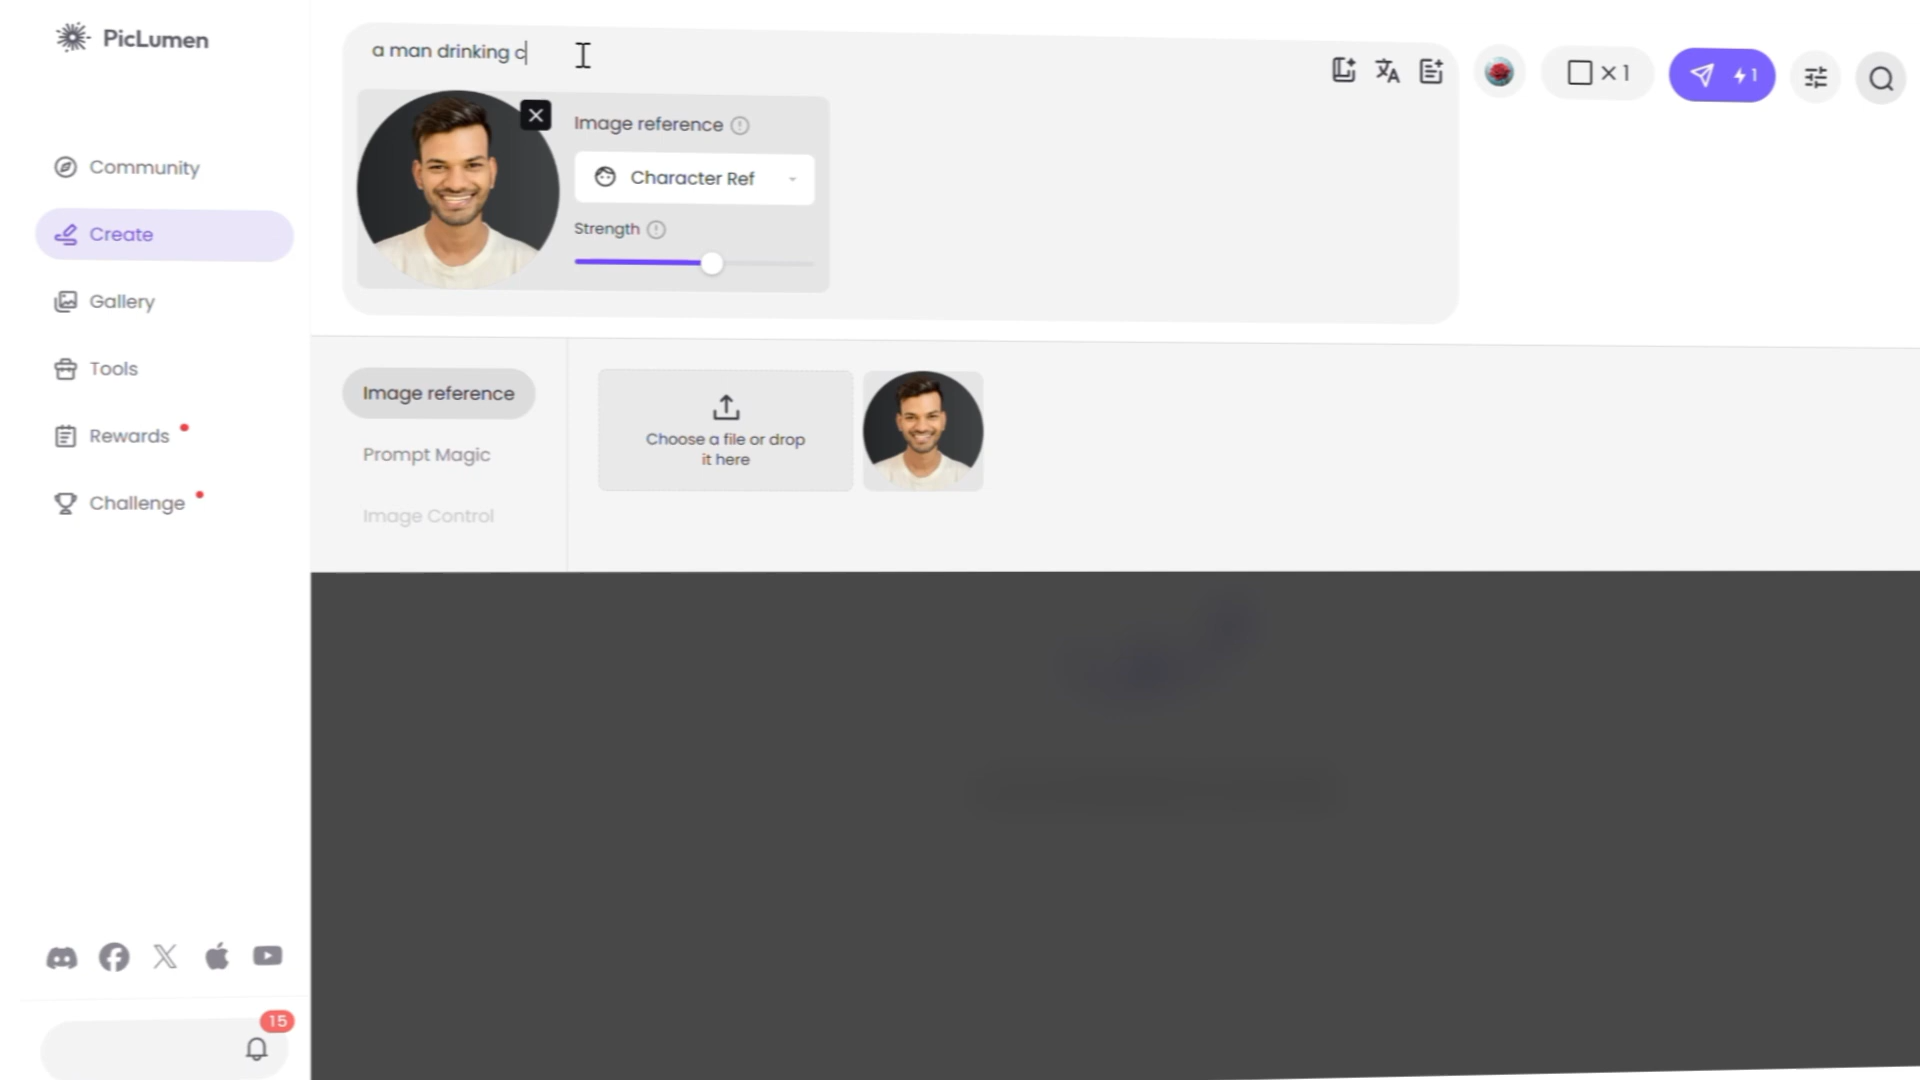 PicLumen
a man drinking c
×1
1
Image reference
Character Ref
Strength
Community
Create
Gallery
Tools
Rewards
Challenge
Image reference
Prompt Magic
Image Control
Choose a file or drop
it here
15